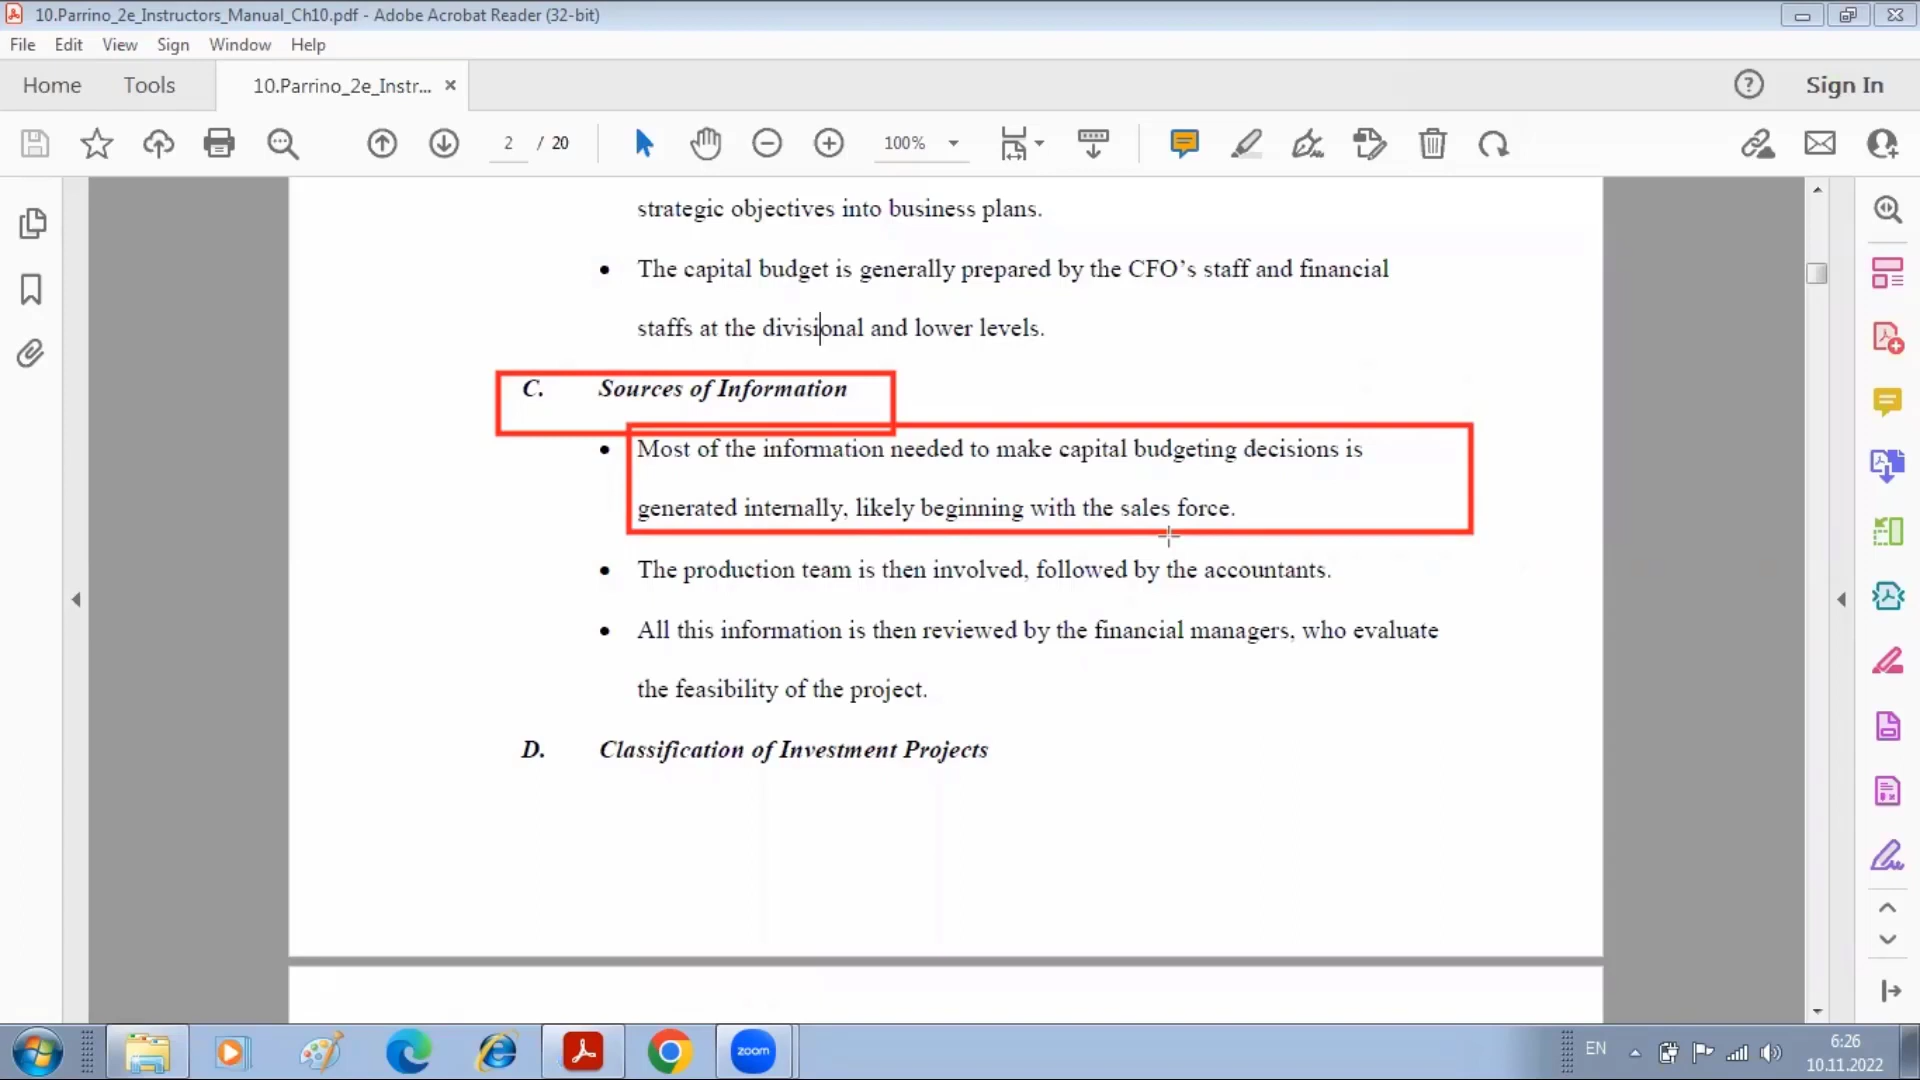 10.Parrino_2e_Instructors_Manual_Ch10.pdf - Adobe Acrobat Reader (32-bit)
File Edit View Sign Window Help
Home Tools 10.Parrino_2e_Instr... × Sign In
2 / 20 100%
strategic objectives into business plans.
• The capital budget is generally prepared by the CFO’s staff and financial
staffs at the divisional and lower levels.
C. Sources of Information
• Most of the information needed to make capital budgeting decisions is
generated internally, likely beginning with the sales force.
• The production team is then involved, followed by the accountants.
• All this information is then reviewed by the financial managers, who evaluate
the feasibility of the project.
D. Classification of Investment Projects
zoom
EN
6:26
10.11.2022